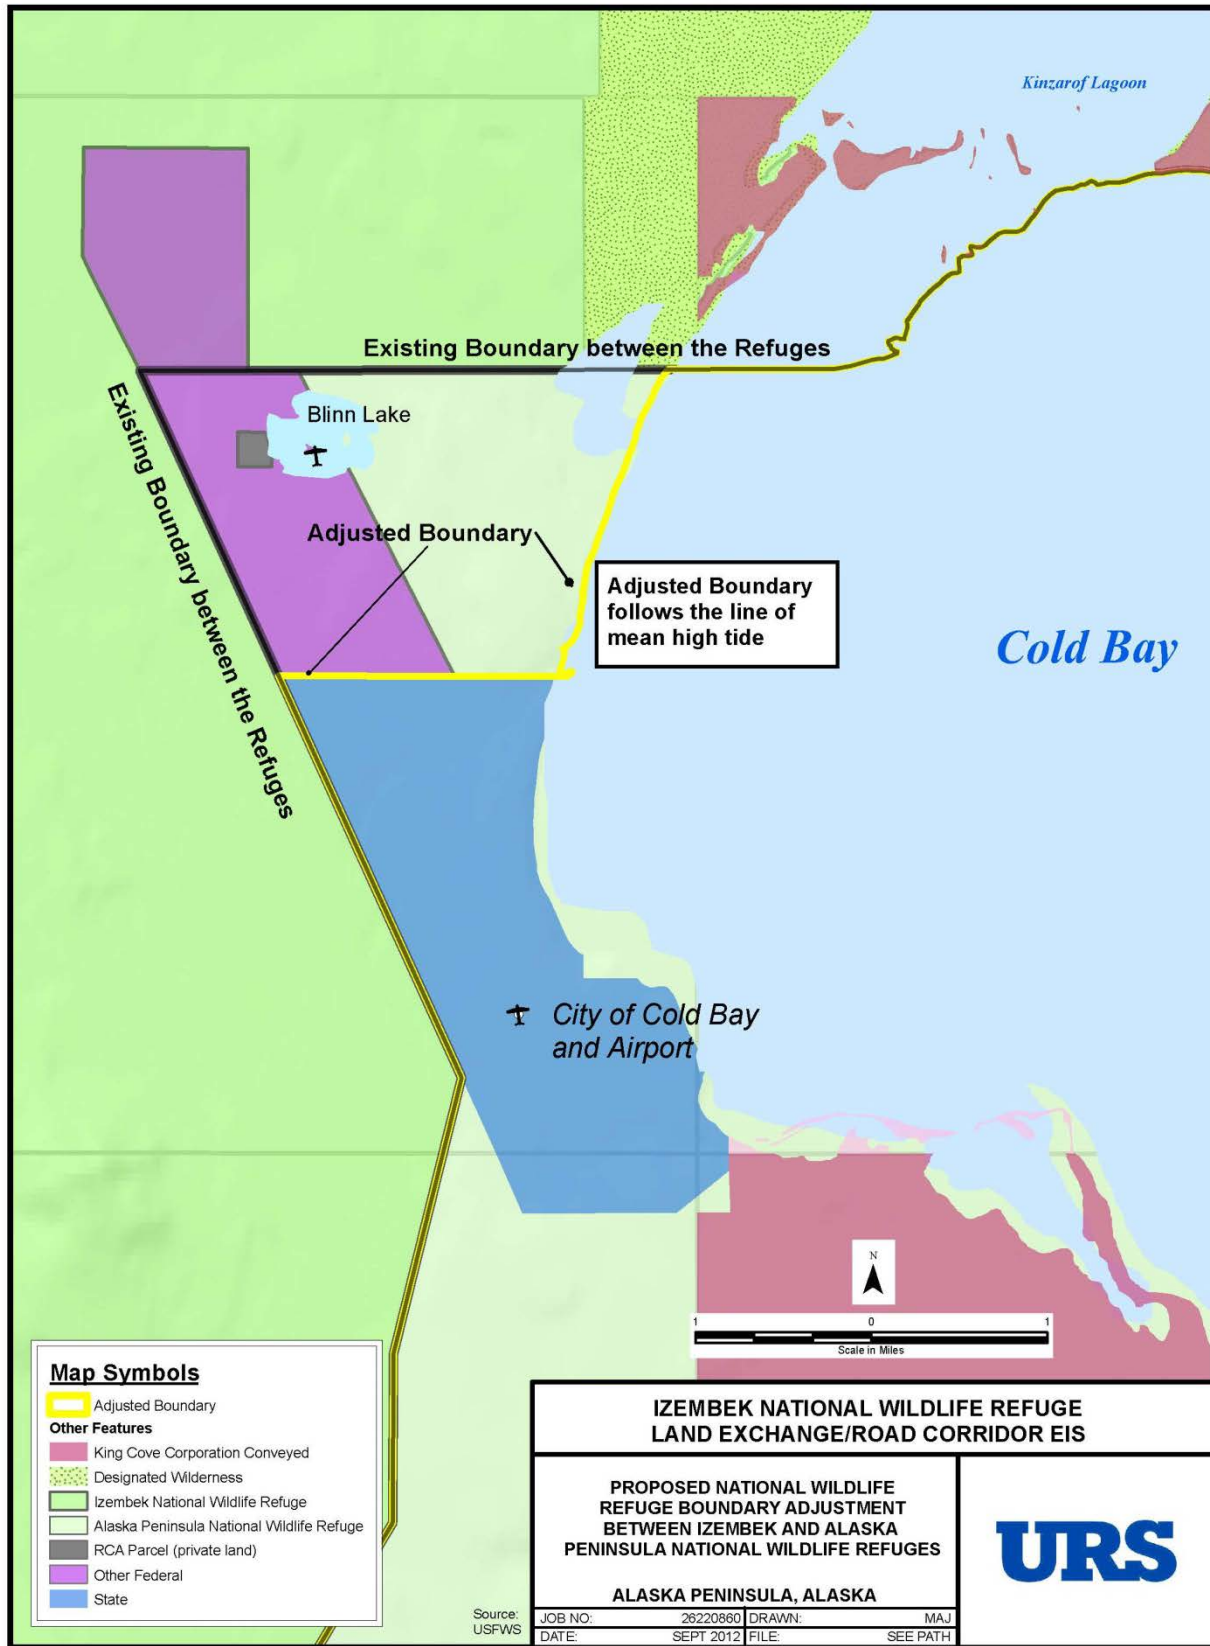 Kinzarof Lagoon
Existing Boundary between the Refuges
Blinn Lake
Existing Boundary between the Refuges
Adjusted Boundary
Adjusted Boundary
follows the line of
mean high tide
Cold Bay
City of Cold Bay
and Airport
N
1 0 1
Scale in Miles
Map Symbols
Adjusted Boundary
Other Features
King Cove Corporation Conveyed
Designated Wilderness
Izembek National Wildlife Refuge
Alaska Peninsula National Wildlife Refuge
RCA Parcel (private land)
Other Federal
State
Source:
USFWS
IZEMBEK NATIONAL WILDLIFE REFUGE
LAND EXCHANGE/ROAD CORRIDOR EIS
PROPOSED NATIONAL WILDLIFE
REFUGE BOUNDARY ADJUSTMENT
BETWEEN IZEMBEK AND ALASKA
PENINSULA NATIONAL WILDLIFE REFUGES
ALASKA PENINSULA, ALASKA
JOB NO: 26220860 DRAWN: MAJ
DATE: SEPT 2012 FILE: SEE PATH
URS